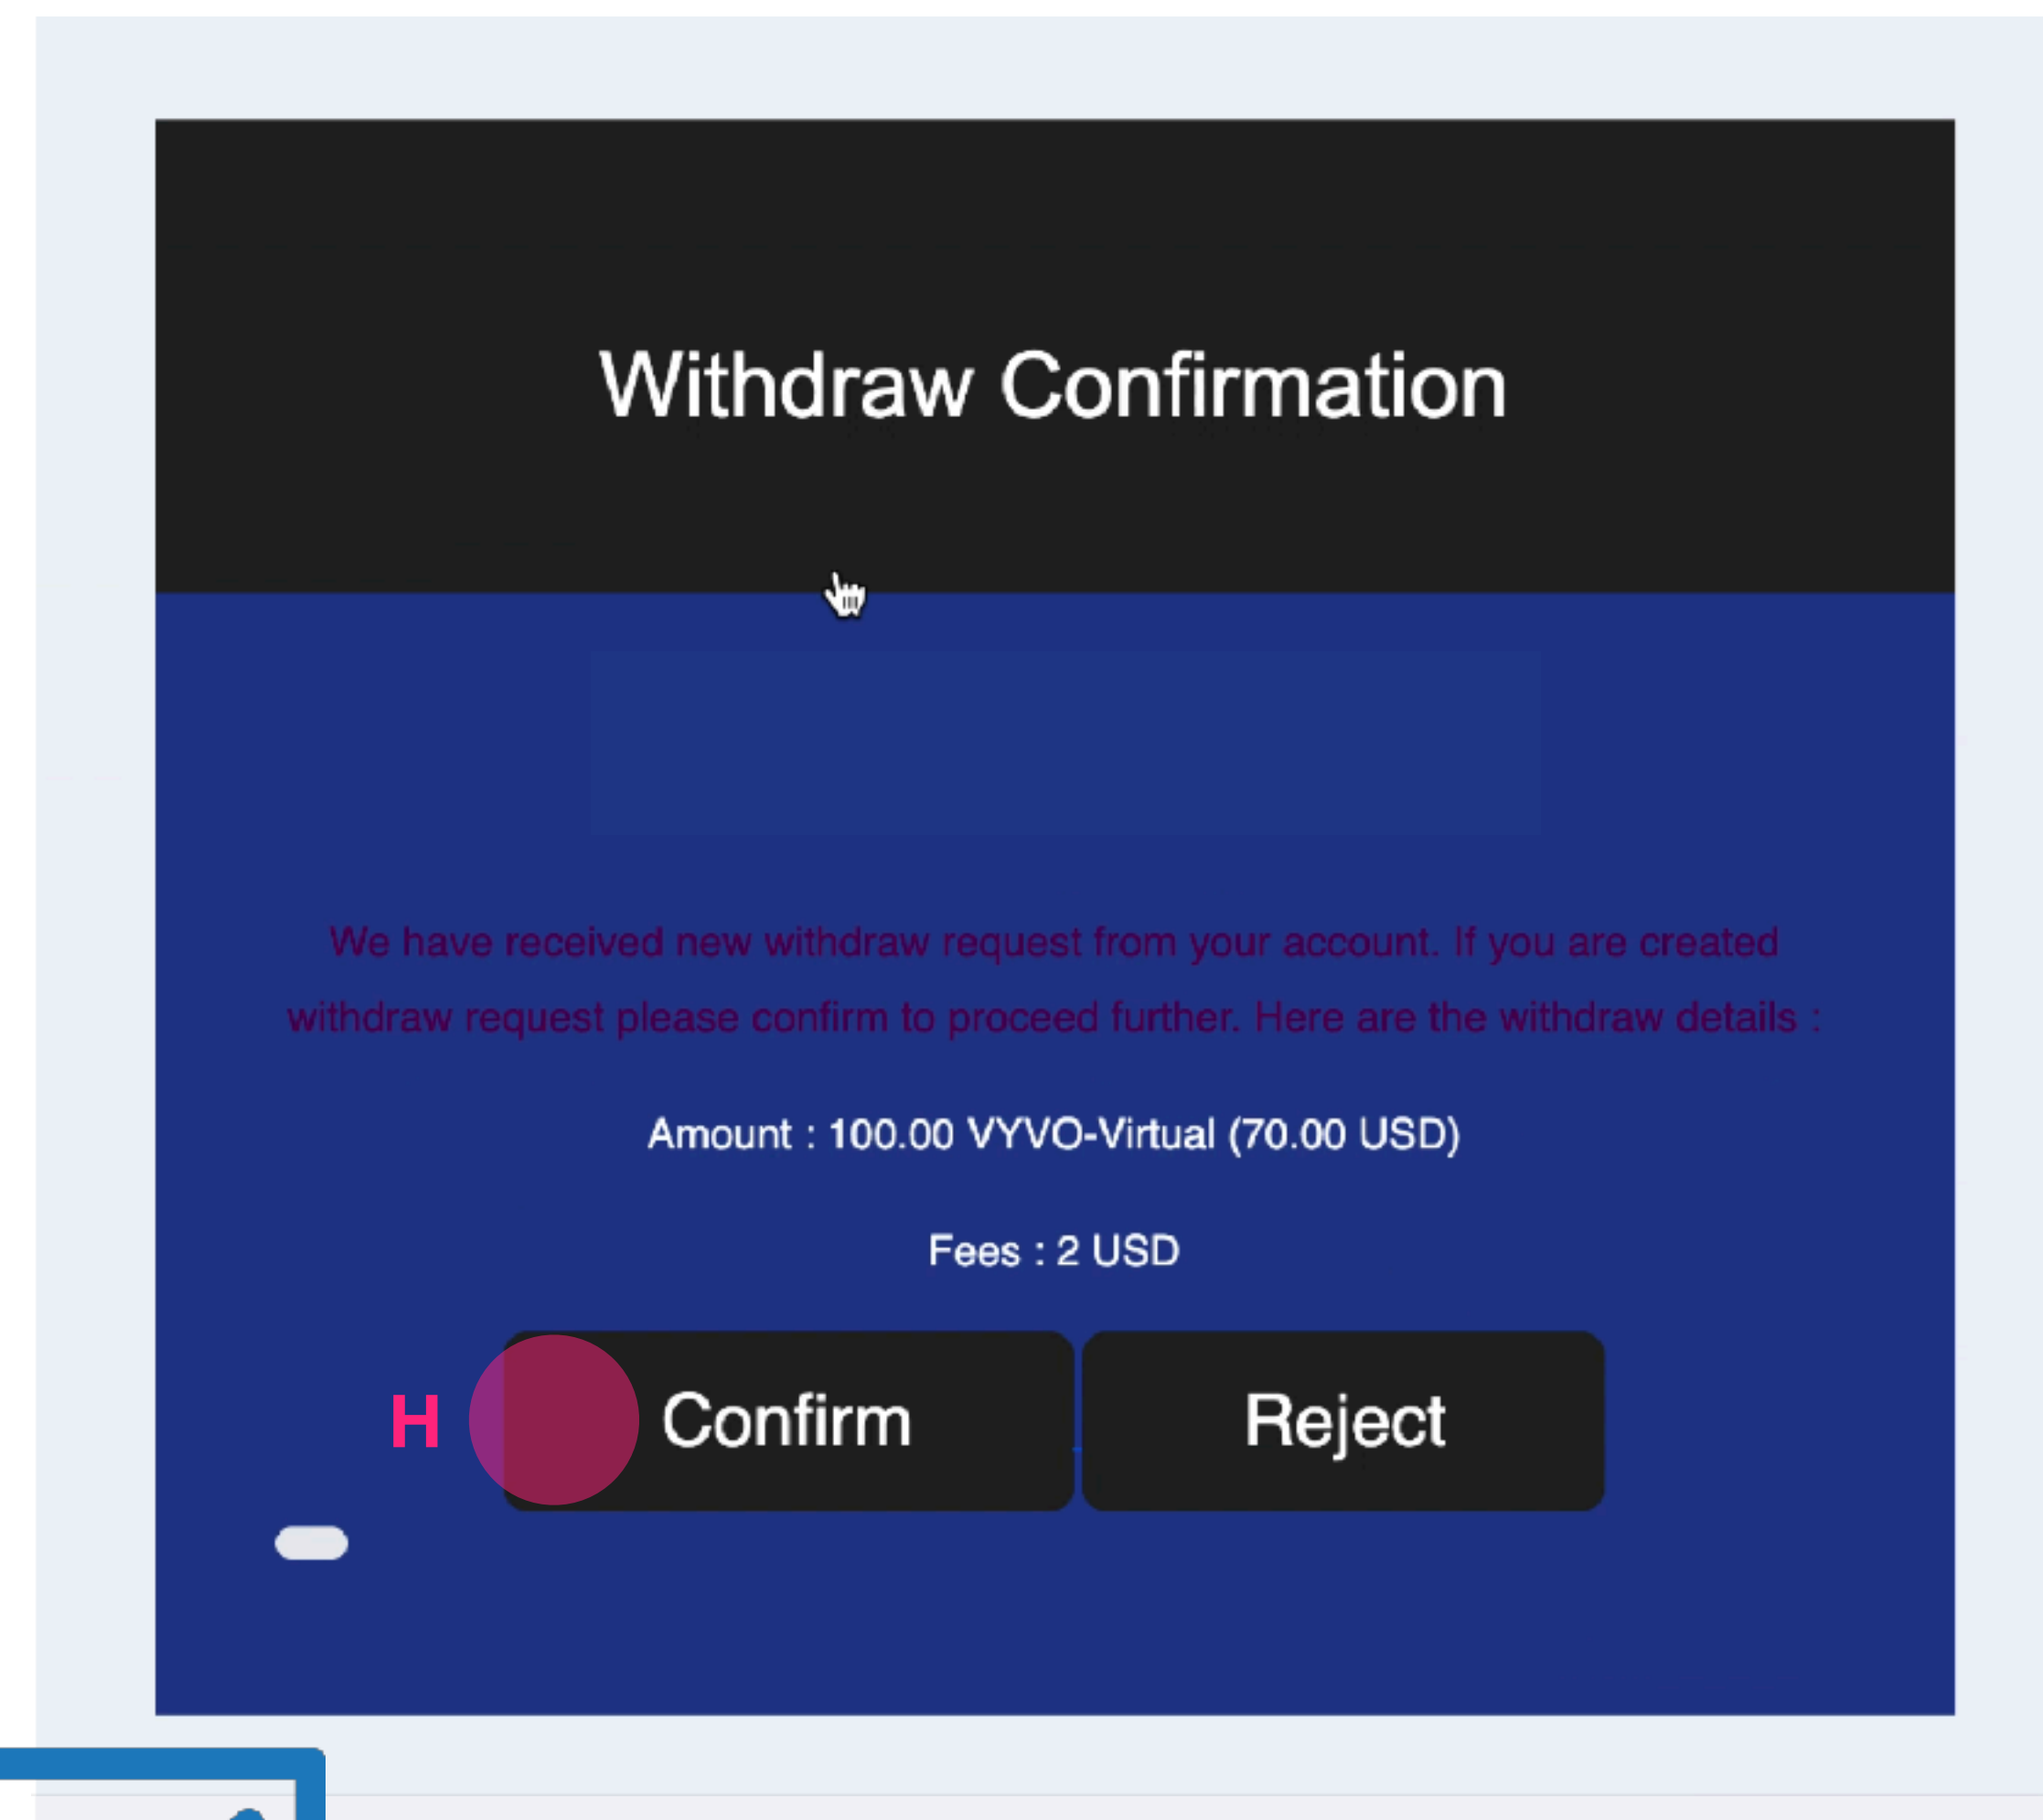 Withdraw Confirmation
We have received new withdraw request from your account. If you are created
withdraw request please confirm to proceed further. Here are the withdraw details :
Amount : 100.00 VYVO-Virtual (70.00 USD)
Fees : 2 USD
H
Confirm
Reject